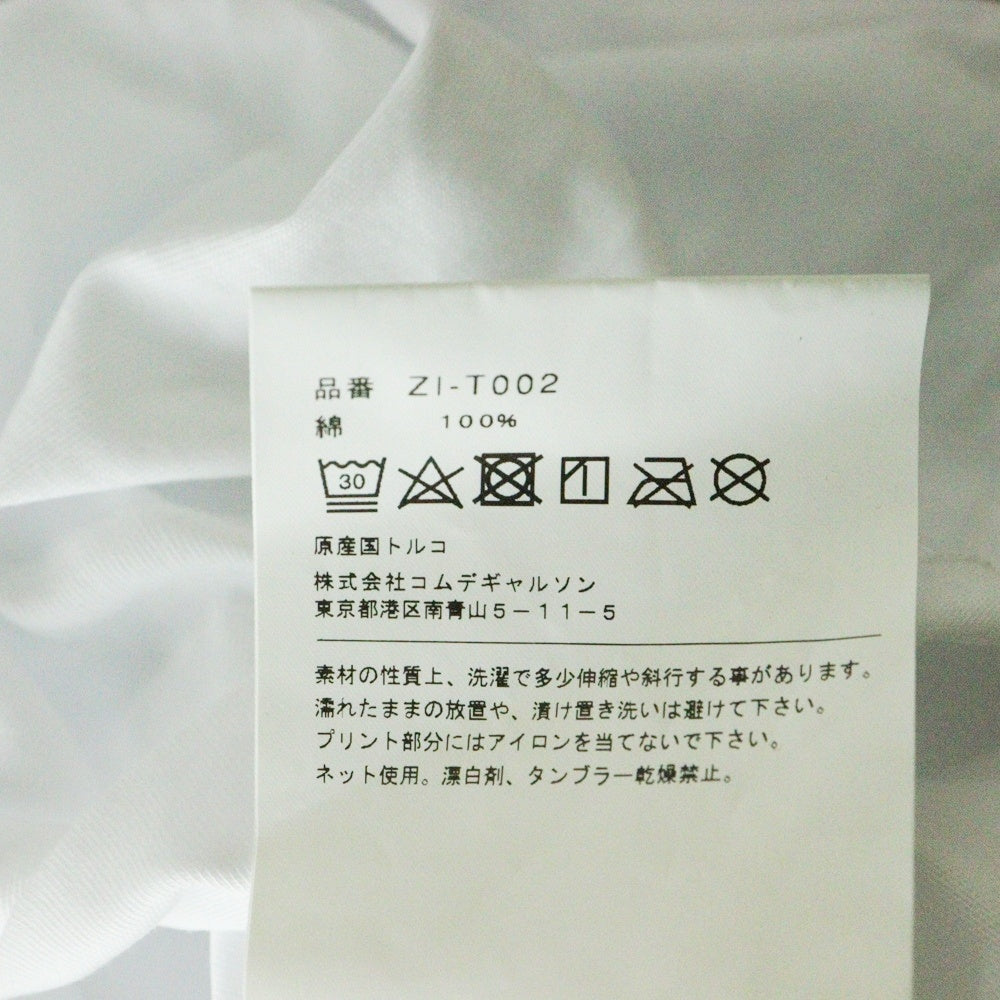 品番 ZI-T002
綿 100%
30
原産国トルコ
株式会社コムデギャルソン
東京都港区南青山5-11-5
素材の性質上、洗濯で多少伸縮や斜行する事があります。
濡れたままの放置や、漬け置き洗いは避けて下さい。
プリント部分にはアイロンを当てないで下さい。
ネット使用。漂白剤、タンブラー乾燥禁止。